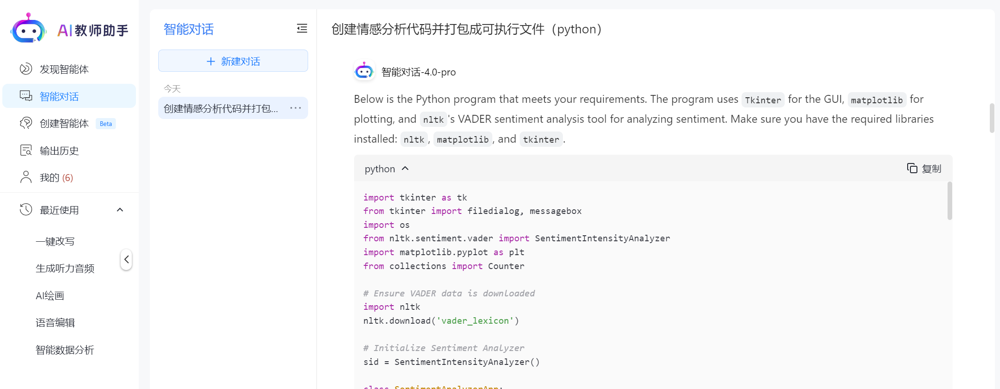 AI教师助手
发现智能体
智能对话
创建智能体 Beta
输出历史
我的 (6)
最近使用
一键改写
生成听力音频
AI绘画
语音编辑
智能数据分析
智能对话
+ 新建对话
今天
创建情感分析代码并打包... ···
创建情感分析代码并打包成可执行文件（python）
智能对话-4.0-pro
Below is the Python program that meets your requirements. The program uses Tkinter for the GUI, matplotlib for
plotting, and nltk's VADER sentiment analysis tool for analyzing sentiment. Make sure you have the required libraries
installed: nltk, matplotlib, and tkinter.
python
复制
import tkinter as tk
from tkinter import filedialog, messagebox
import os
from nltk.sentiment.vader import SentimentIntensityAnalyzer
import matplotlib.pyplot as plt
from collections import Counter
# Ensure VADER data is downloaded
import nltk
nltk.download('vader_lexicon')
# Initialize Sentiment Analyzer
sid = SentimentIntensityAnalyzer()
class SentimentAnalyzerApp: